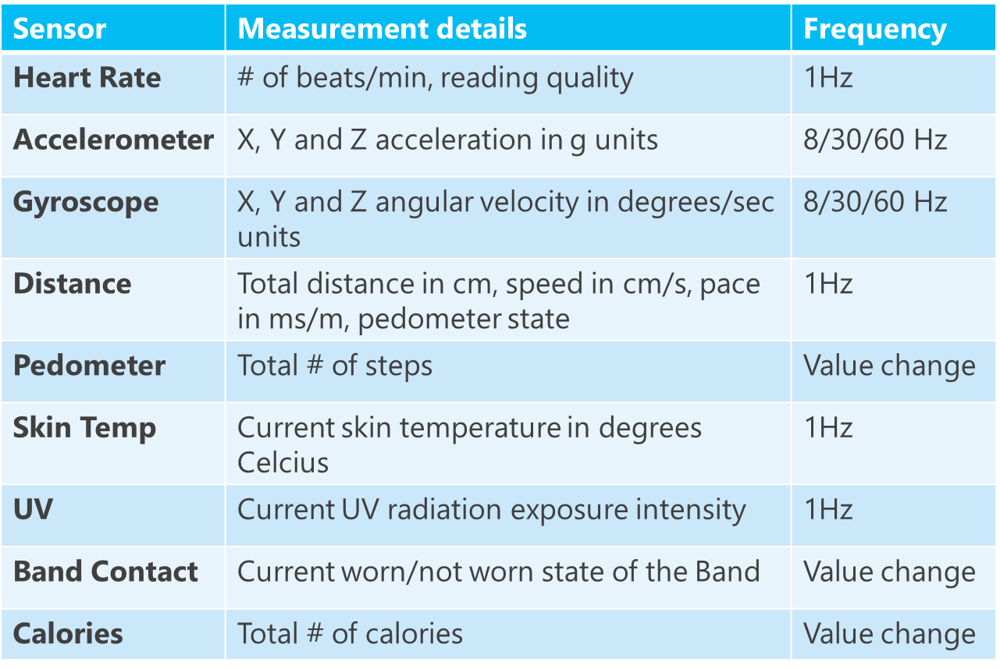 Sensor Measurement details Frequency
Heart Rate # of beats/min, reading quality 1Hz
Accelerometer X, Y and Z acceleration in g units 8/30/60 Hz
Gyroscope X, Y and Z angular velocity in degrees/sec 8/30/60 Hz
units
Distance Total distance in cm, speed in cm/s, pace 1Hz
in ms/m, pedometer state
Pedometer Total # of steps Value change
Skin Temp Current skin temperature in degrees 1Hz
Celcius
UV Current UV radiation exposure intensity 1Hz
Band Contact Current worn/not worn state of the Band Value change
Calories Total # of calories Value change